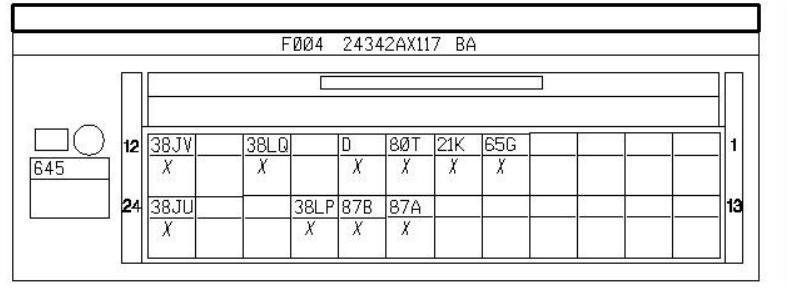 FØØ4 24342AX117 BA
12 38JV 38LQ D 8ØT 21K 65G 1
X X X X X X
645
24 38JU 38LP 87B 87A 13
X X X X